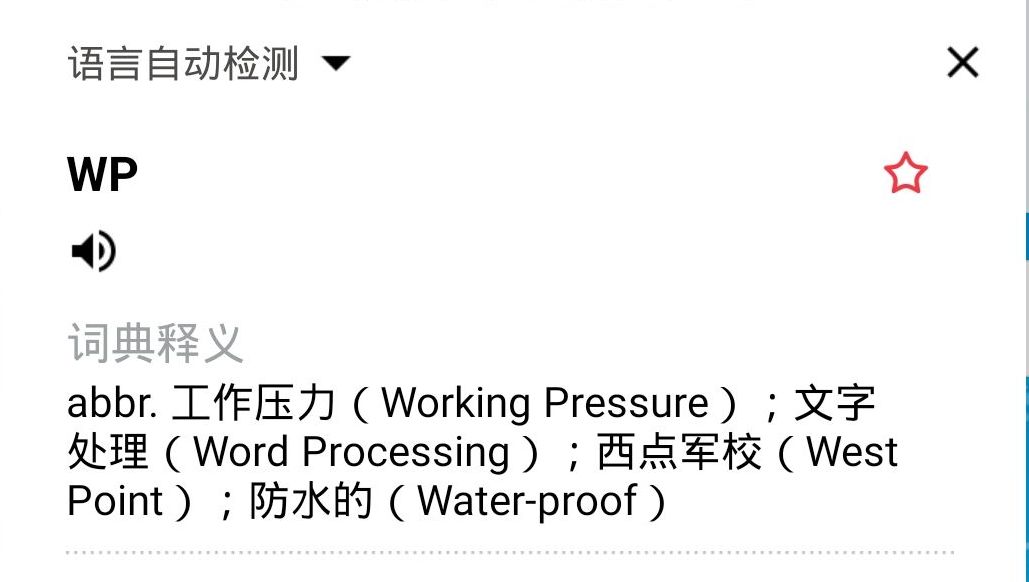 语言自动检测
WP
词典释义
abbr. 工作压力（Working Pressure）；文字
处理（Word Processing）；西点军校（West
Point）；防水的（Water-proof）